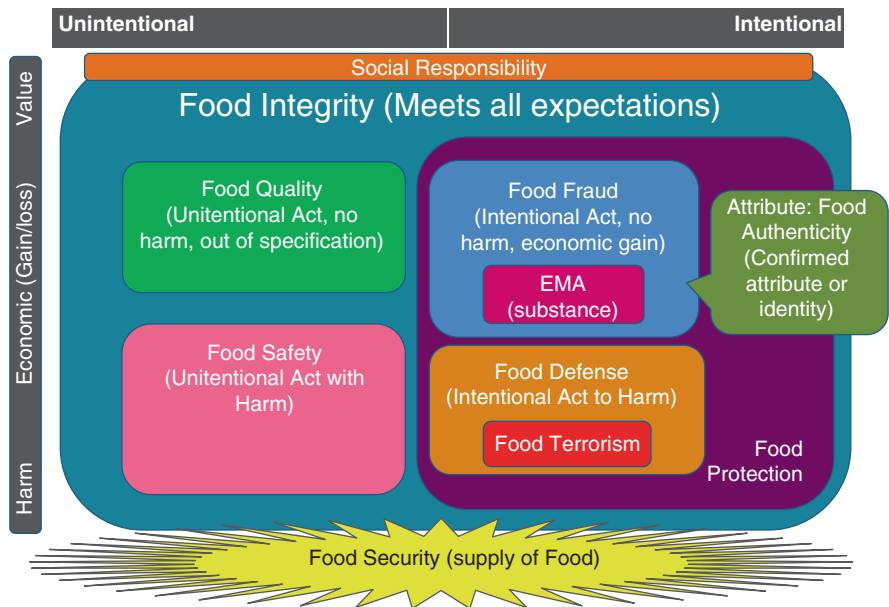 Unintentional
Intentional
Social Responsibility
Food Integrity (Meets all expectations)
Value
Economic (Gain/loss)
Harm
Food Quality
(Unitentional Act, no
harm, out of specification)
Food Fraud
(Intentional Act, no
harm, economic gain)
EMA
(substance)
Attribute: Food
Authenticity
(Confirmed
attribute or
identity)
Food Safety
(Unitentional Act with
Harm)
Food Defense
(Intentional Act to Harm)
Food Terrorism
Food
Protection
Food Security (supply of Food)